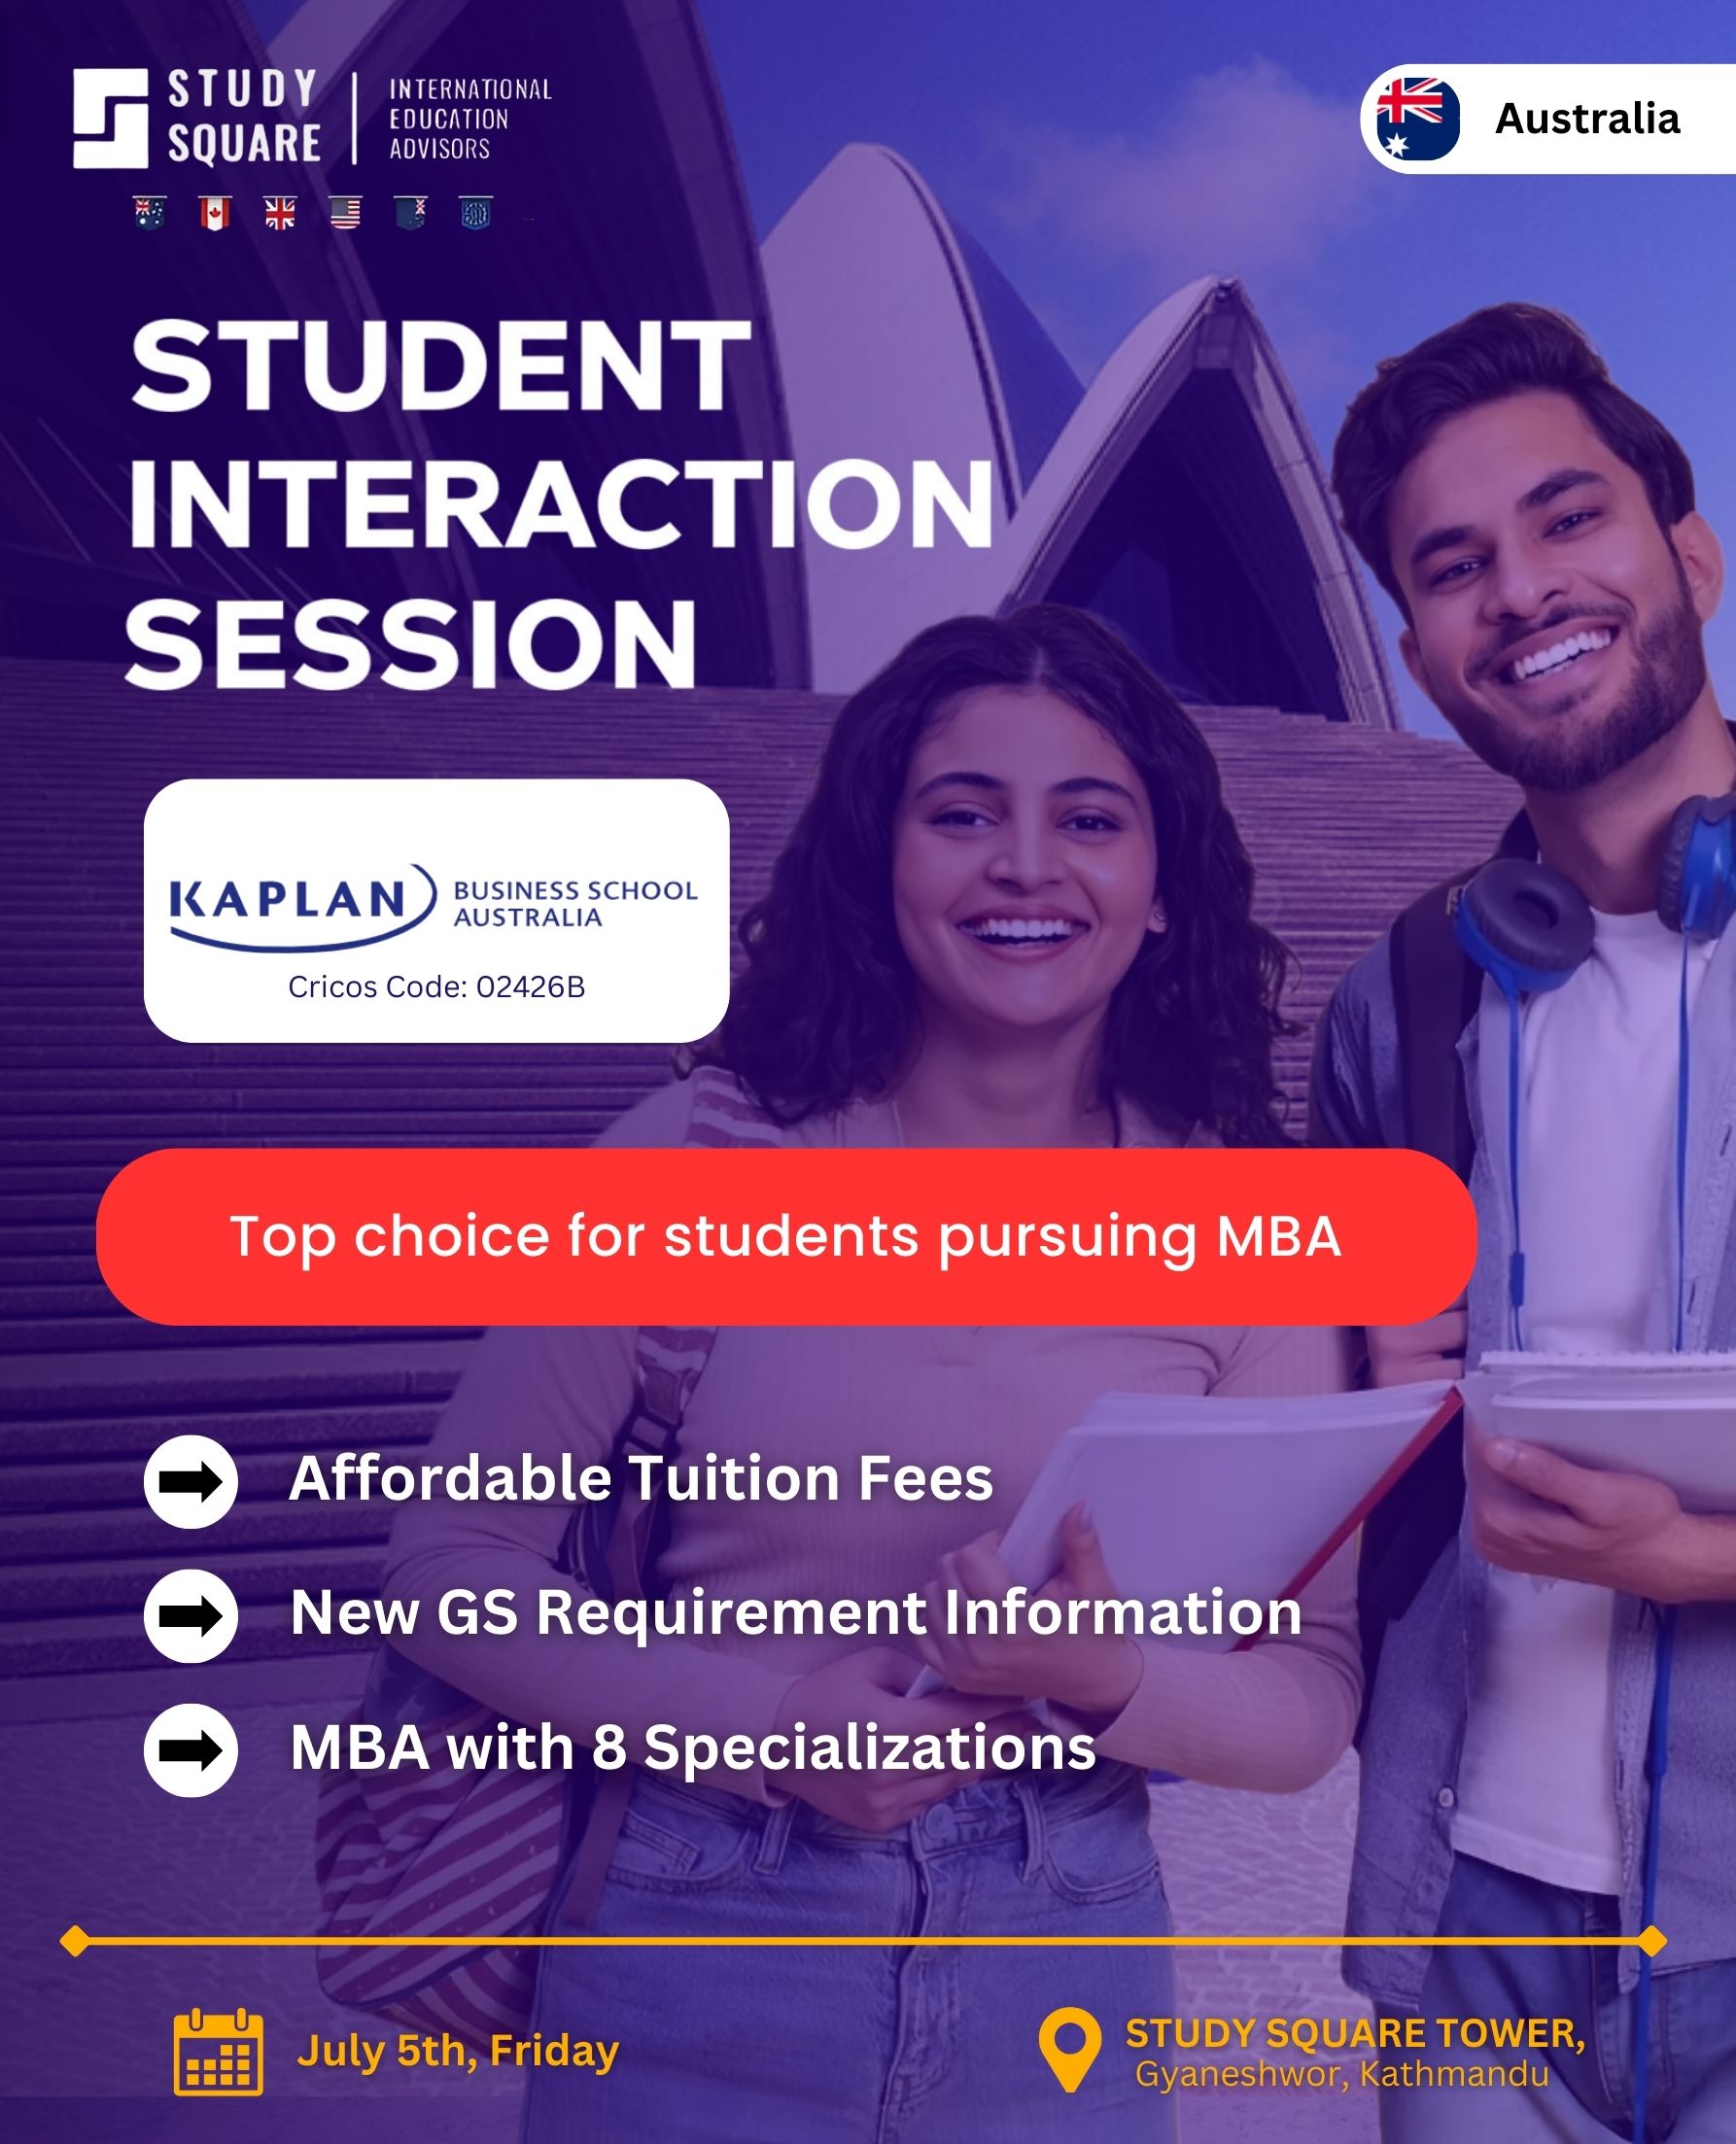 STUDY
SQUARE
INTERNATIONAL
EDUCATION
ADVISORS
Australia
STUDENT
INTERACTION
SESSION
KAPLAN
BUSINESS SCHOOL
AUSTRALIA
Cricos Code: 02426B
Top choice for students pursuing MBA
Affordable Tuition Fees
New GS Requirement Information
MBA with 8 Specializations
July 5th, Friday
STUDY SQUARE TOWER,
Gyaneshwor, Kathmandu